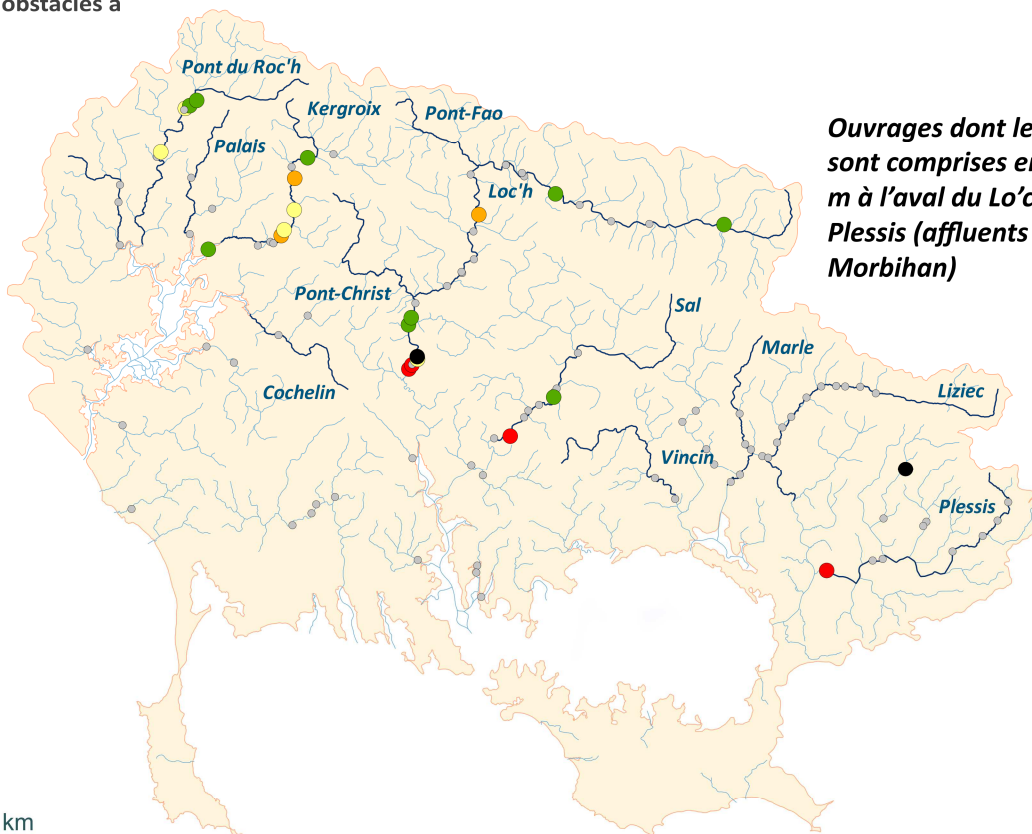 obstacles à
Pont du Roc'h
Kergroix
Pont-Fao
Palais
Loc'h
Ouvrages dont le
sont comprises
m à l’aval du Lo’
Plessis (affluents
Morbihan)
Pont-Christ
Sal
Marle
Cochelin
Liziec
Vincin
Plessis
km